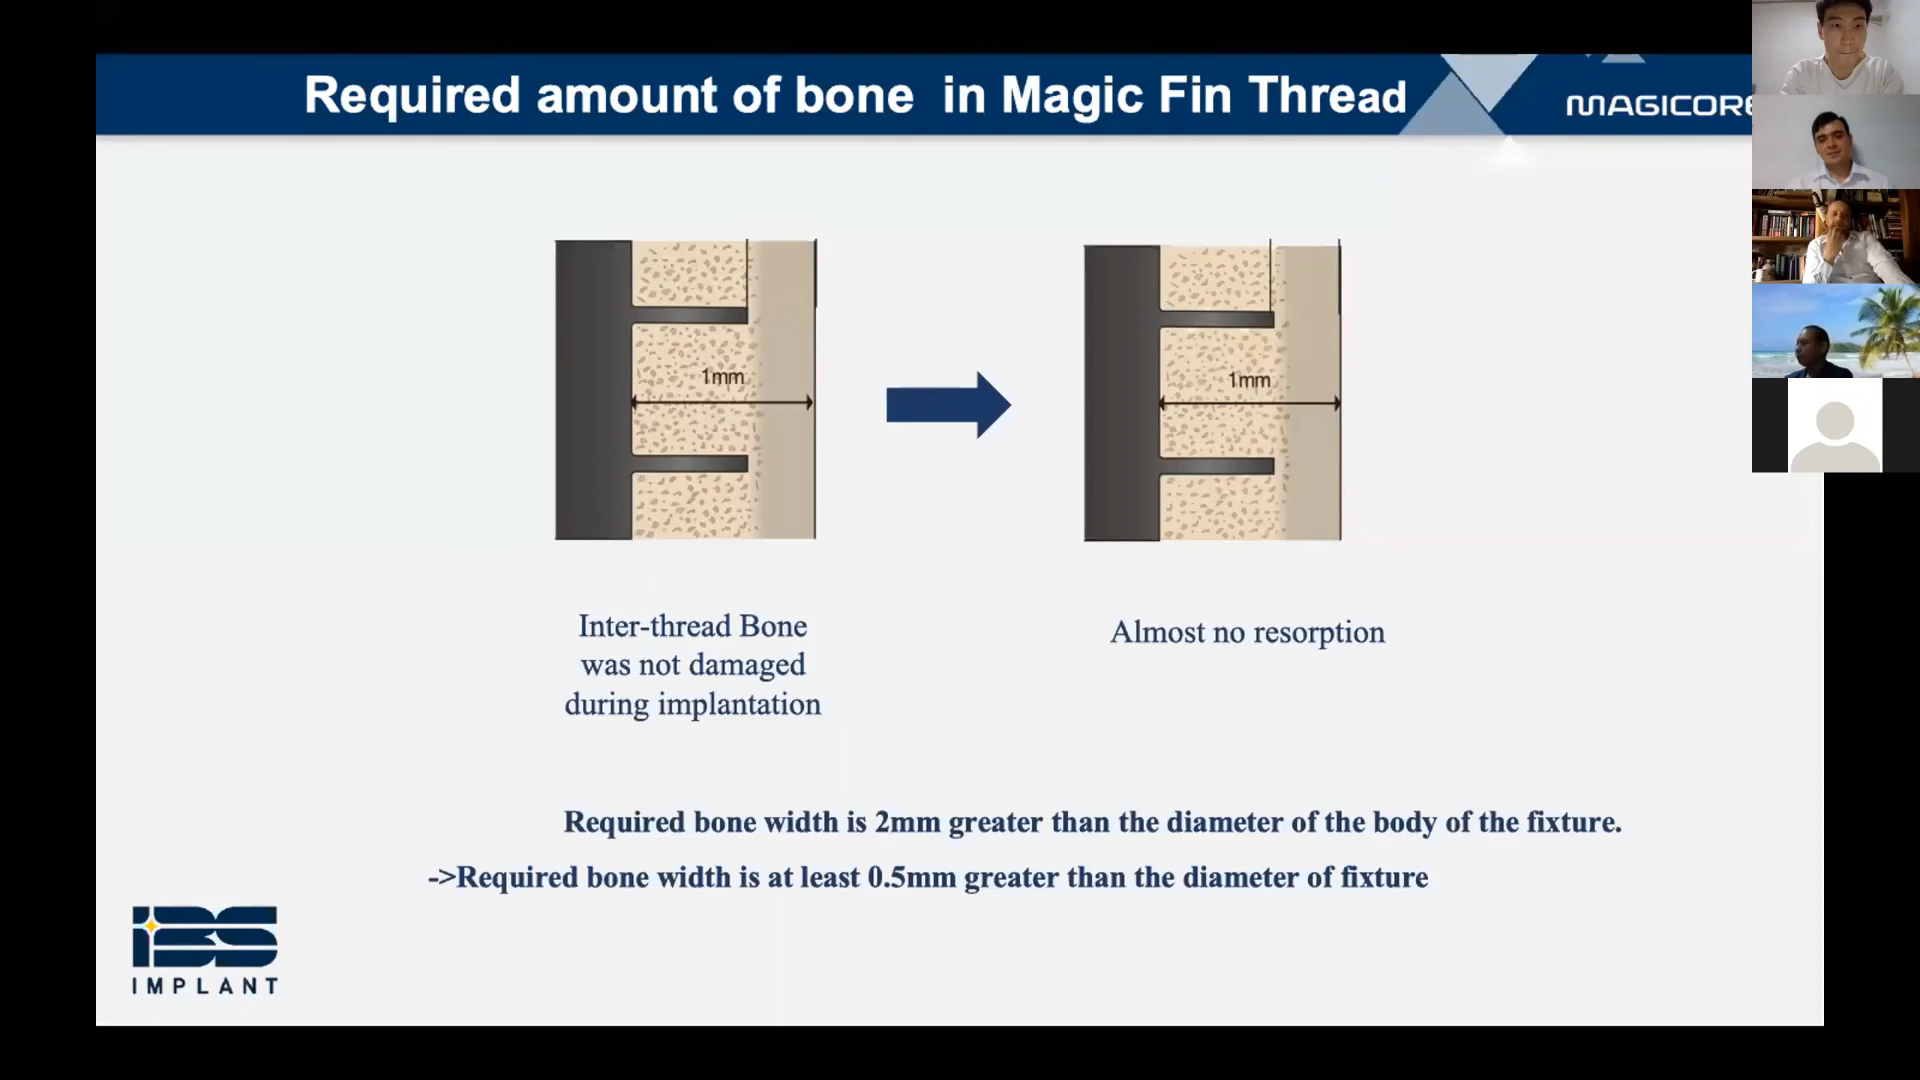 Required amount of bone in Magic Fin Thread
MAGICORE
1mm
1mm
Inter-thread Bone
was not damaged
during implantation
Almost no resorption
Required bone width is 2mm greater than the diameter of the body of the fixture.
->Required bone width is at least 0.5mm greater than the diameter of fixture
iBS
IMPLANT